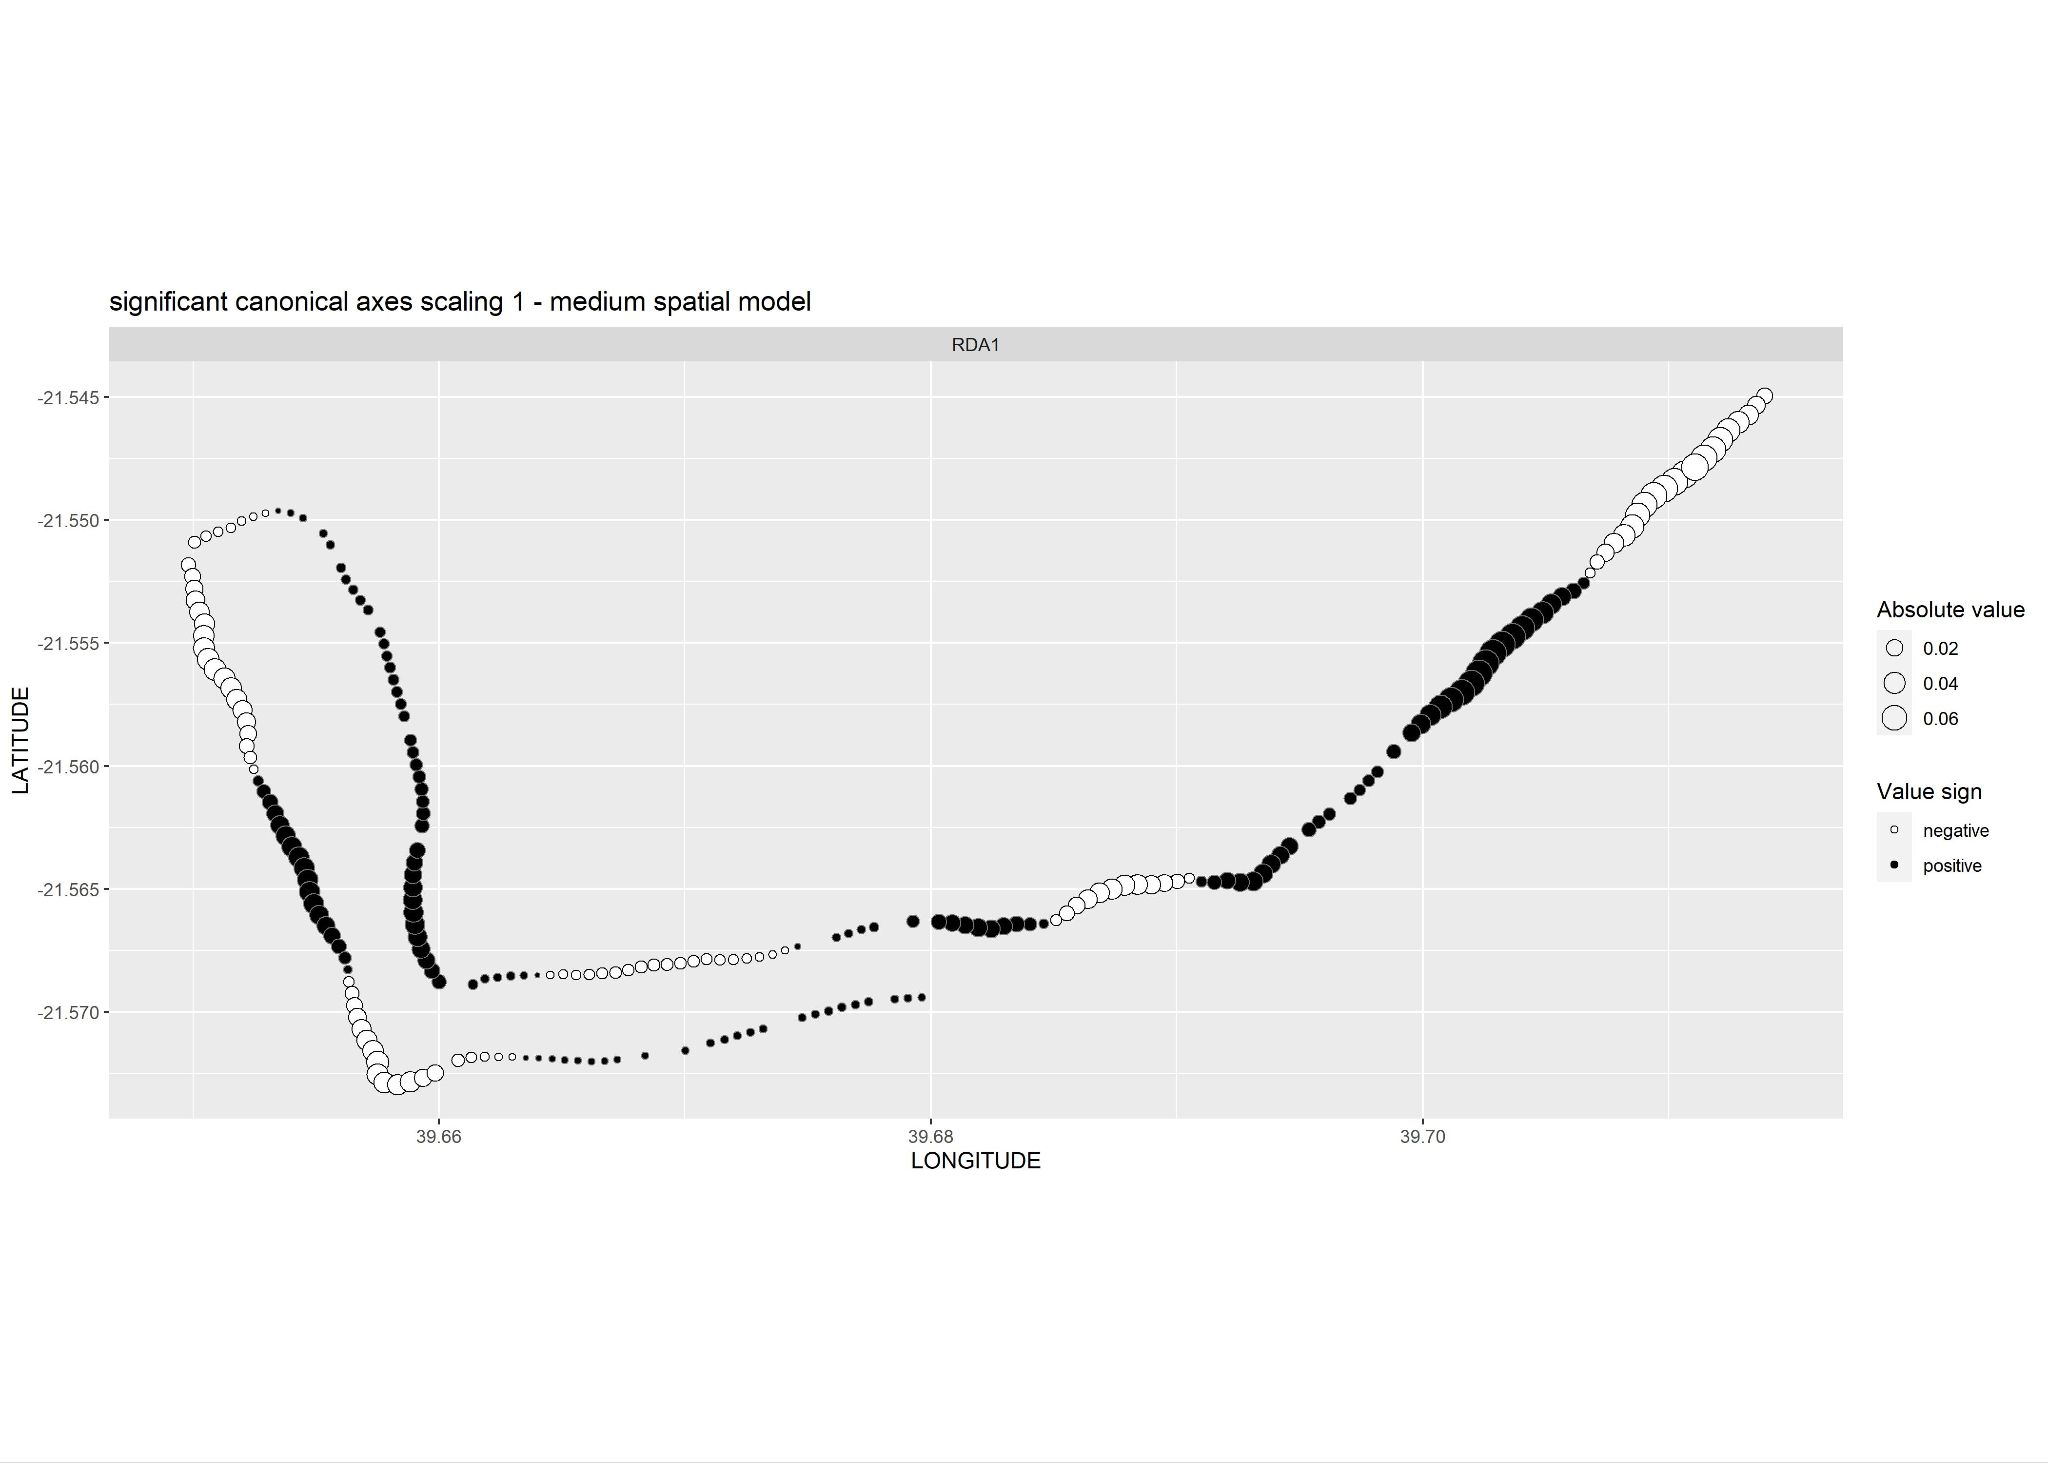 significant canonical axes scaling 1 - medium spatial model
RDA1
-21.545
-21.550
-21.555
-21.560
-21.565
-21.570
LATITUDE
39.66
39.68
39.70
LONGITUDE
Absolute value
0.02
0.04
0.06
Value sign
negative
positive